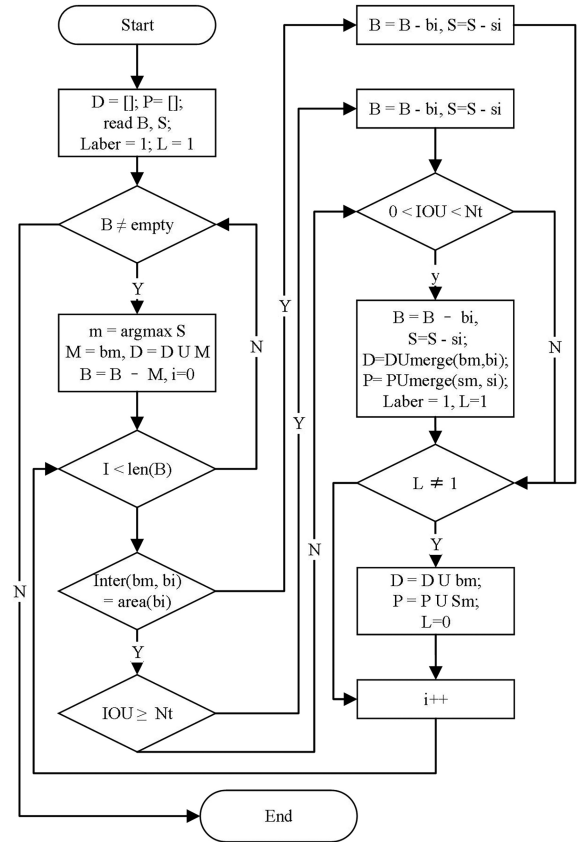 Start
D = []; P= [];
read B, S;
Laber = 1; L = 1
B ≠ empty
Y
m = argmax S
M = bm, D = D U M
B = B - M, i=0
N
I < len(B)
Inter(bm, bi)
= area(bi)
Y
IOU ≥ Nt
N
Y
Y
N
B = B - bi, S=S - si
B = B - bi, S=S - si
0 < IOU < Nt
y
B = B - bi,
S=S - si;
D=DUmerge(bm,bi);
P= PUmerge(sm, si);
Laber = 1, L=1
N
L ≠ 1
Y
D = D U bm;
P = P U Sm;
L=0
i++
End